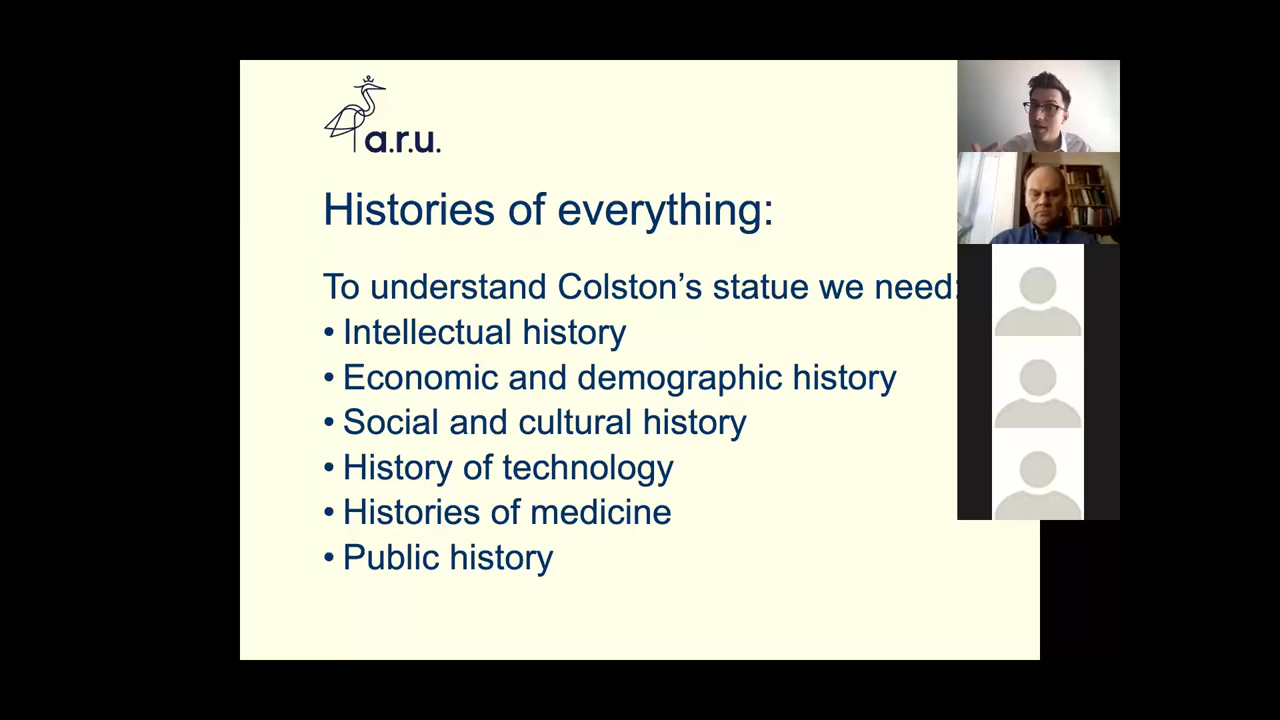 a.r.u.
Histories of everything:
To understand Colston’s statue we need:
• Intellectual history
• Economic and demographic history
• Social and cultural history
• History of technology
• Histories of medicine
• Public history